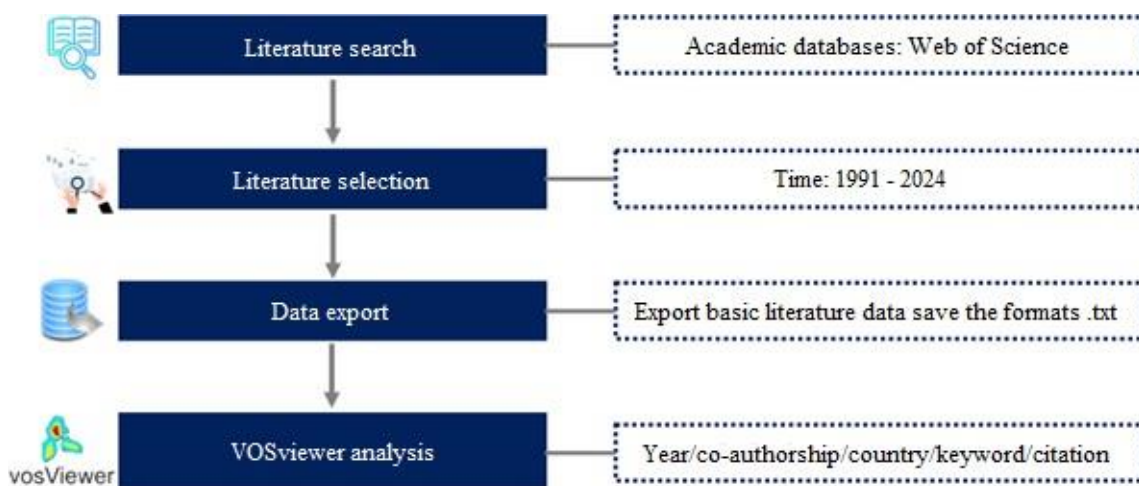 Literature search
Academic databases: Web of Science
Literature selection
Time: 1991 - 2024
Data export
Export basic literature data save the formats .txt
VOSviewer analysis
Year/co-authorship/country/keyword/citation
vosViewer